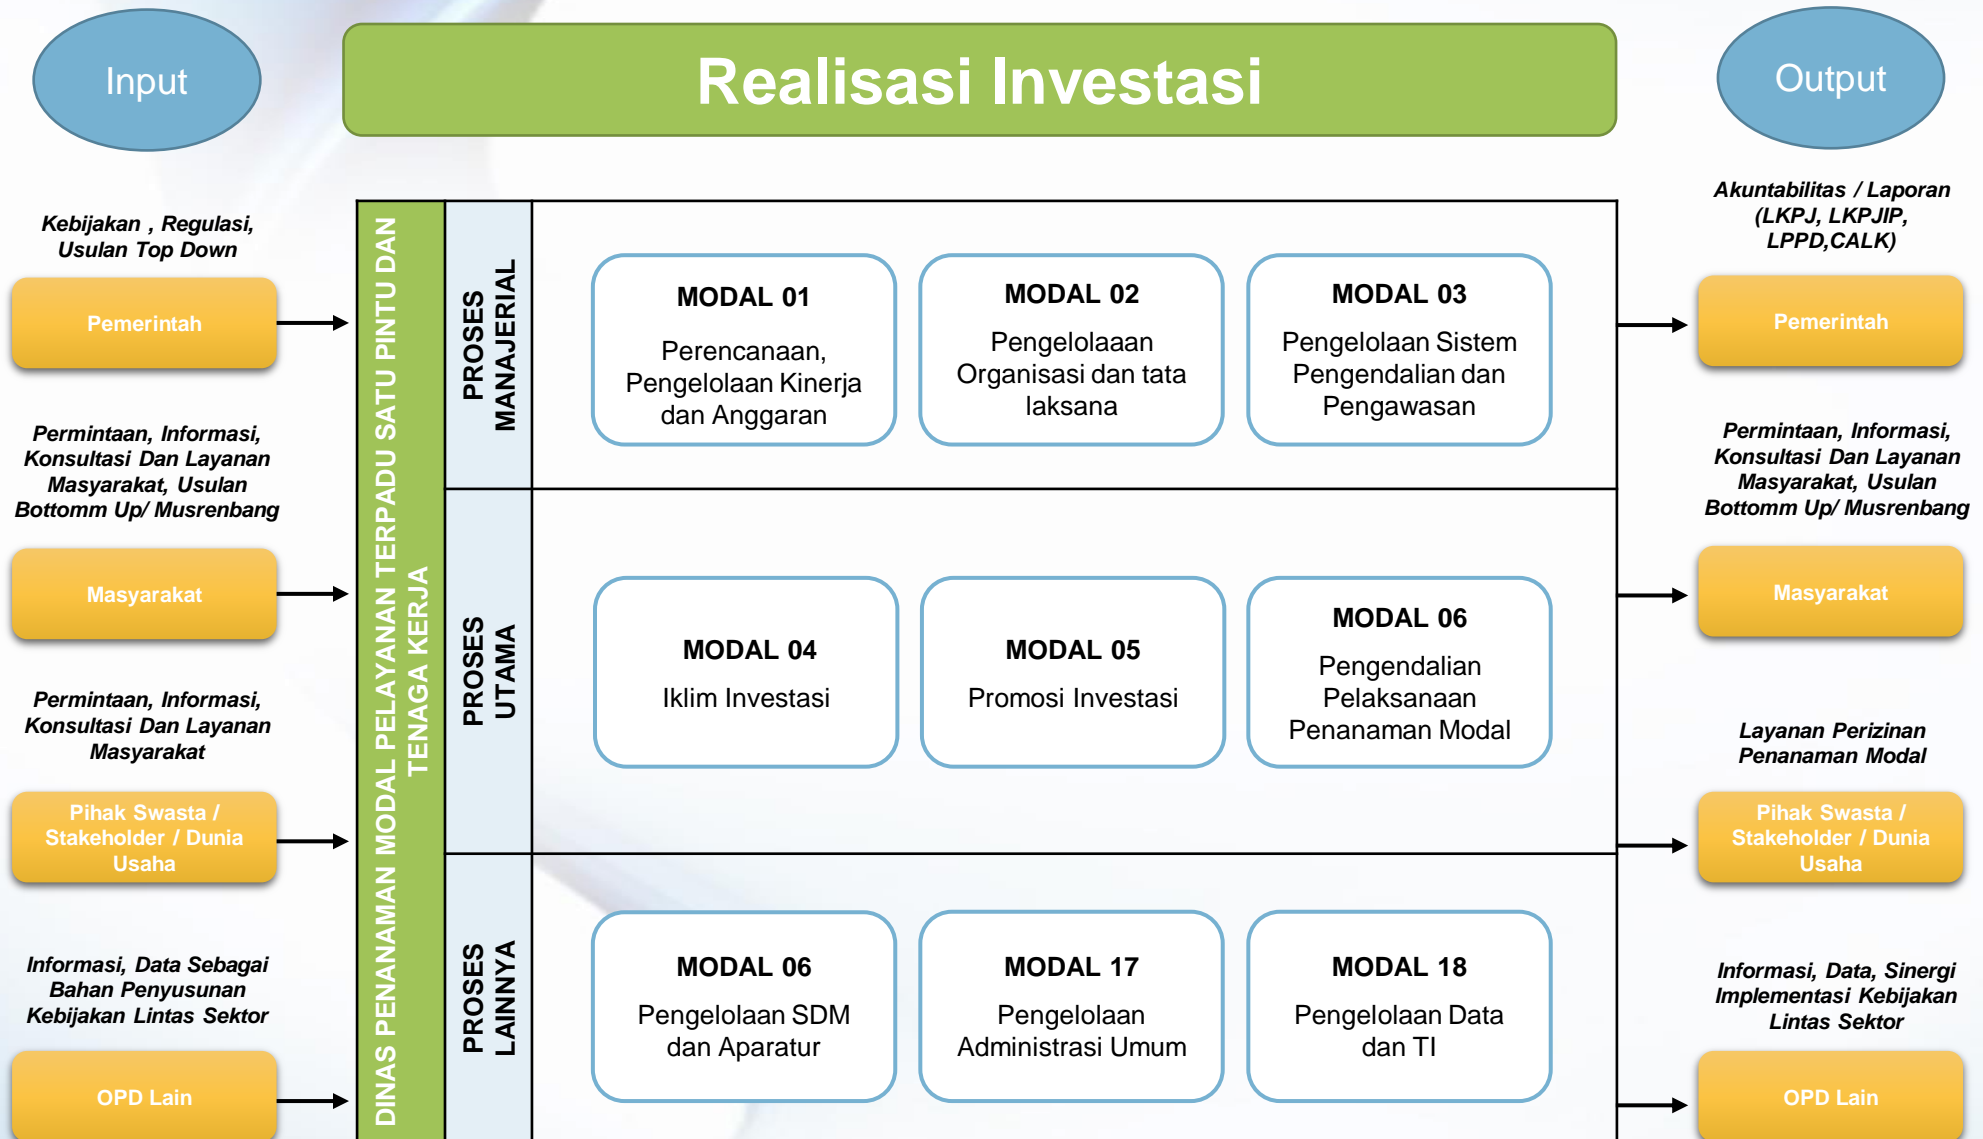 Input
Realisasi Investasi
Output
Kebijakan , Regulasi,
Usulan Top Down
Pemerintah
Permintaan, Informasi,
Konsultasi Dan Layanan
Masyarakat, Usulan
Bottomm Up/ Musrenbang
Masyarakat
Permintaan, Informasi,
Konsultasi Dan Layanan
Masyarakat
Pihak Swasta /
Stakeholder / Dunia
Usaha
Informasi, Data Sebagai
Bahan Penyusunan
Kebijakan Lintas Sektor
OPD Lain
DINAS PENANAMAN MODAL PELAYANAN TERPADU SATU PINTU DAN
TENAGA KERJA
PROSES
MANAJERIAL
MODAL 01
Perencanaan,
Pengelolaan Kinerja
dan Anggaran
MODAL 02
Pengelolaaan
Organisasi dan tata
laksana
MODAL 03
Pengelolaan Sistem
Pengendalian dan
Pengawasan
PROSES
UTAMA
MODAL 04
Iklim Investasi
MODAL 05
Promosi Investasi
MODAL 06
Pengendalian
Pelaksanaan
Penanaman Modal
PROSES
LAINNYA
MODAL 06
Pengelolaan SDM
dan Aparatur
MODAL 17
Pengelolaan
Administrasi Umum
MODAL 18
Pengelolaan Data
dan TI
Akuntabilitas / Laporan
(LKPJ, LKPJIP,
LPPD,CALK)
Pemerintah
Permintaan, Informasi,
Konsultasi Dan Layanan
Masyarakat, Usulan
Bottomm Up/ Musrenbang
Masyarakat
Layanan Perizinan
Penanaman Modal
Pihak Swasta /
Stakeholder / Dunia
Usaha
Informasi, Data, Sinergi
Implementasi Kebijakan
Lintas Sektor
OPD Lain